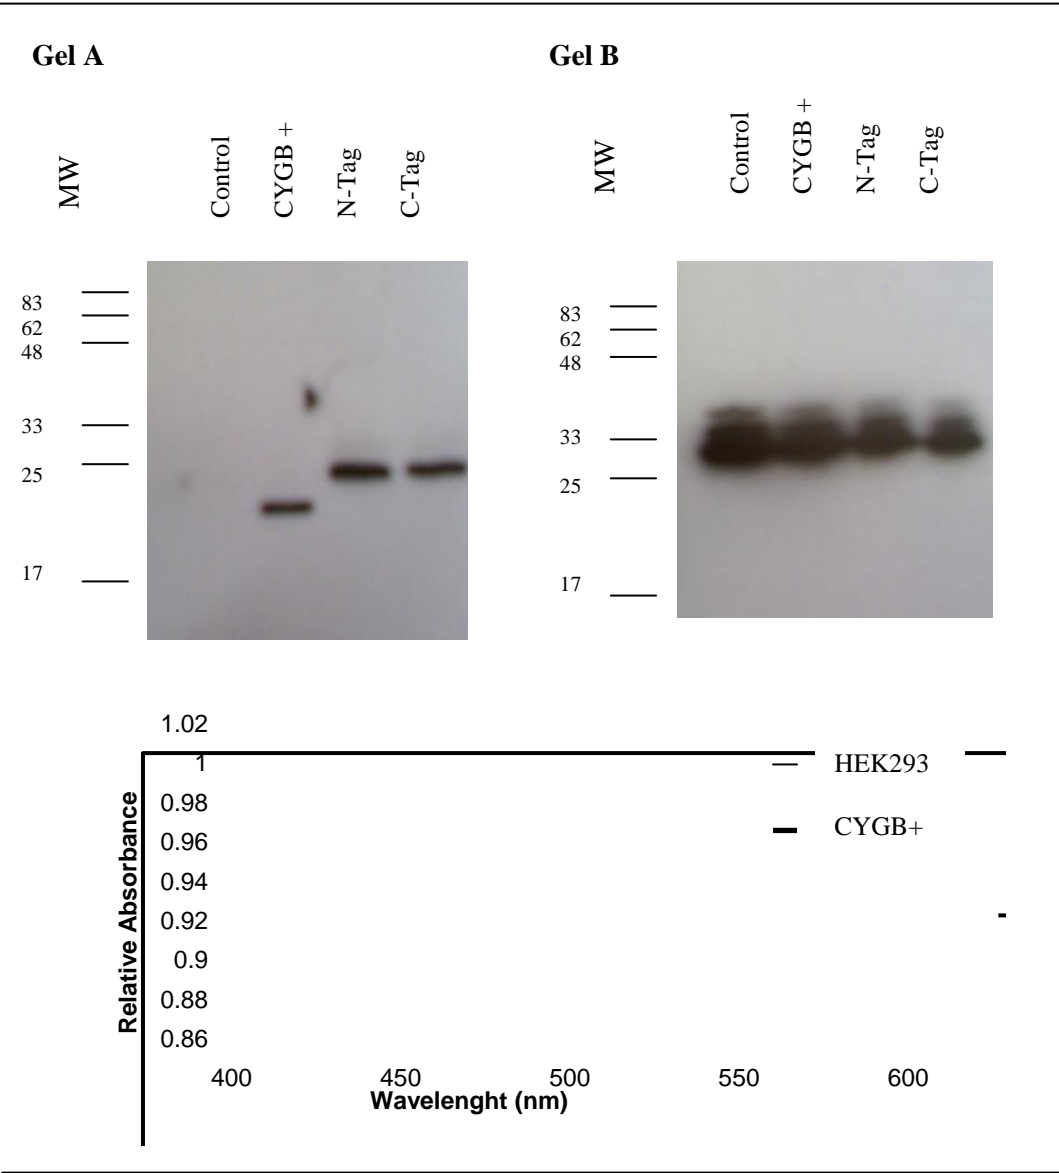 Gel A
Gel B
MW
Control
CYGB +
N-Tag
C-Tag
MW
Control
CYGB +
N-Tag
C-Tag
83
62
48
33
25
17
83
62
48
33
25
17
1.02
1
0.98
0.96
0.94
0.92
0.9
0.88
0.86
Relative Absorbance
HEK293
CYGB+
400 450 500 550 600
Wavelenght (nm)